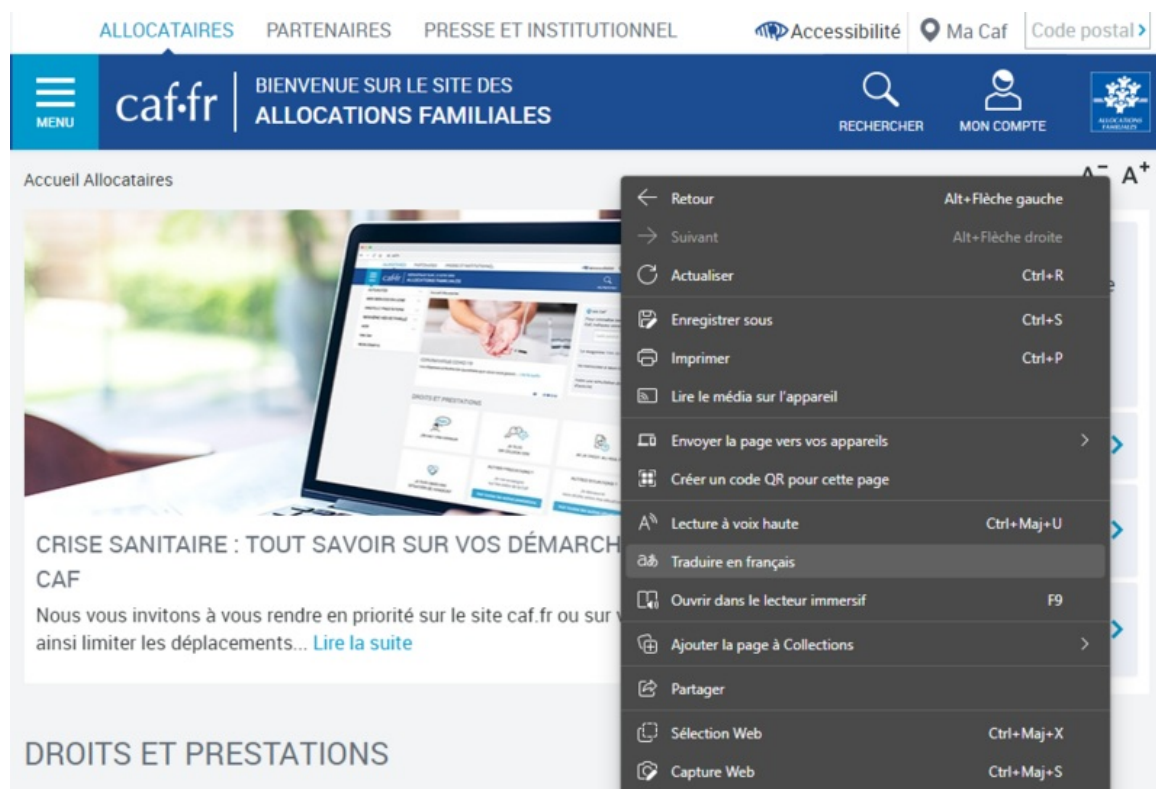 ALLOCATAIRES PARTENAIRES PRESSE ET INSTITUTIONNEL Accessibilité Ma Caf Code postal
MENU caf.fr BIENVENUE SUR LE SITE DES
ALLOCATIONS FAMILIALES
RECHERCHER MON COMPTE ALLOCATIONS FAMILIALES
Accueil Allocataires
A- A+
Retour Alt+Flèche gauche
Suivant Alt+Flèche droite
Actualiser Ctrl+R
Enregistrer sous Ctrl+S
Imprimer Ctrl+P
Lire le média sur l'appareil
Envoyer la page vers vos appareils
Créer un code QR pour cette page
Lecture à voix haute Ctrl+Maj+U
Traduire en français
Ouvrir dans le lecteur immersif F9
Ajouter la page à Collections
Partager
Sélection Web Ctrl+Maj+X
Capture Web Ctrl+Maj+S
CRISE SANITAIRE : TOUT SAVOIR SUR VOS DÉMARCH
CAF
Nous vous invitons à vous rendre en priorité sur le site caf.fr ou sur
ainsi limiter les déplacements... Lire la suite
DROITS ET PRESTATIONS